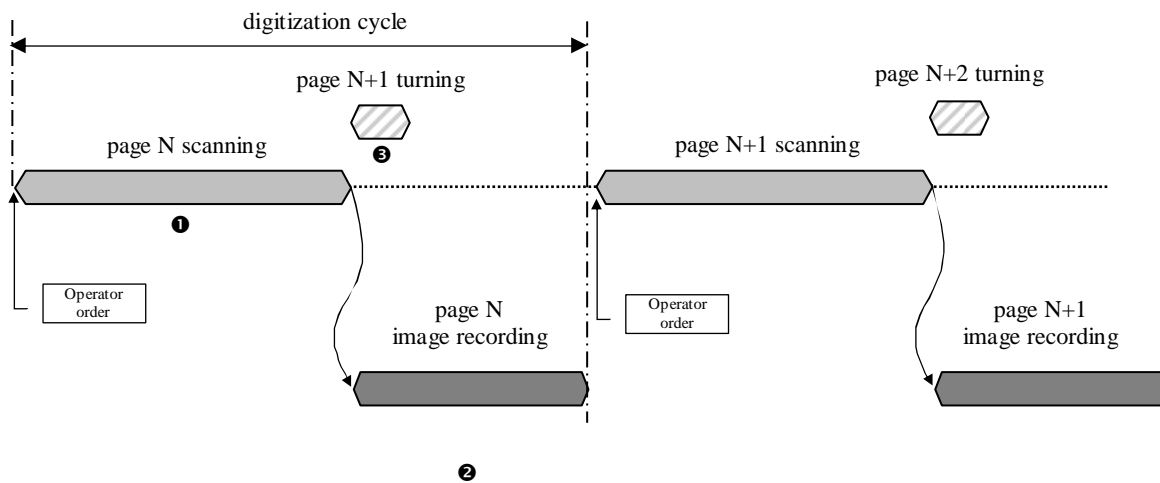 digitization cycle
page N+1 turning
page N+2 turning
❸
page N scanning
page N+1 scanning
❶
Operator
order
Operator
order
page N
image recording
page N+1
image recording
❷